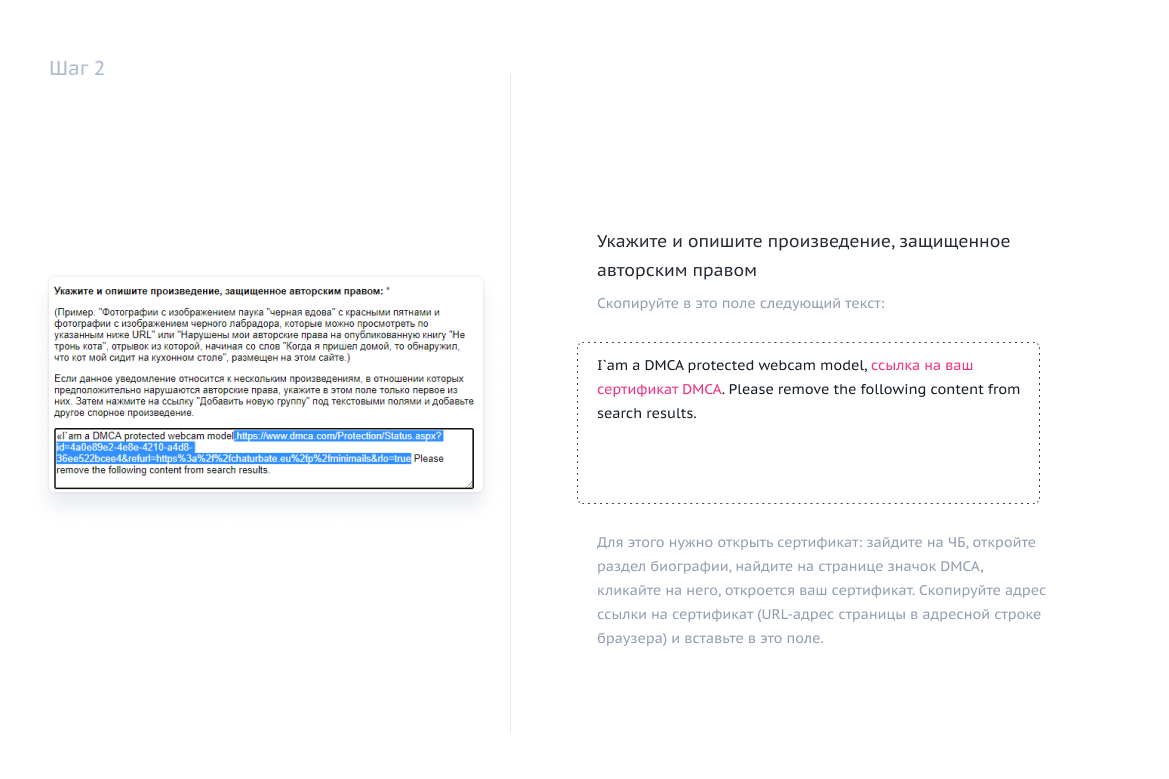 Шаг 2
Укажите и опишите произведение, защищенное авторским правом: *
(Пример. "Фотографии с изображением паука "черная вдова" с красными пятнами и
фотографии с изображением черного лабрадора, которые можно просмотреть по
указанным ниже URL" или "Нарушены мои авторские права на опубликованную книгу "Не
тронь кота", отрывок из которой, начиная со слов "Когда я пришел домой, то обнаружил,
что кот мой сидит на кухонном столе", размещен на этом сайте.)
Если данное уведомление относится к нескольким произведениям, в отношении которых
предположительно нарушаются авторские права, укажите в этом поле только первое из
них. Затем нажмите на ссылку "Добавить новую группу" под текстовыми полями и добавьте
другое спорное произведение.
«I`am a DMCA protected webcam model https://www.dmca.com/Protection/Status.aspx?
id=4a0e89e2-4e8e-4210-a4d8-
36ee522bcee4&refurl=https%3a%2f%2fchaturbate.eu%2fp%2fminimails&rlo=true Please
remove the following content from search results.
Укажите и опишите произведение, защищенное
авторским правом
Скопируйте в это поле следующий текст:
I`am a DMCA protected webcam model, ссылка на ваш
сертификат DMCA. Please remove the following content from
search results.
Для этого нужно открыть сертификат: зайдите на ЧБ, откройте
раздел биографии, найдите на странице значок DMCA,
кликайте на него, откроется ваш сертификат. Скопируйте адрес
ссылки на сертификат (URL-адрес страницы в адресной строке
браузера) и вставьте в это поле.